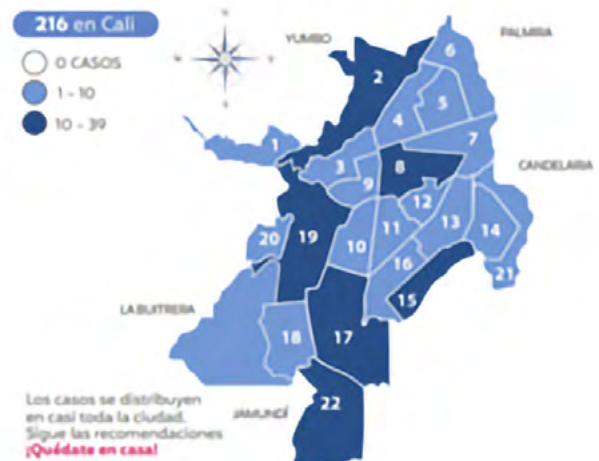 216 en Cali
0 CASOS
1 - 10
10 - 39
YUMBO
PALMIRA
6
2
5
4
7
1
3
8
CANDELARIA
9
12
20
19
10
11
13
14
16
21
15
LA BUITRERA
18
17
22
JAMUNDÍ
Los casos se distribuyen
en casi toda la ciudad.
Sigue las recomendaciones
¡Quédate en casa!